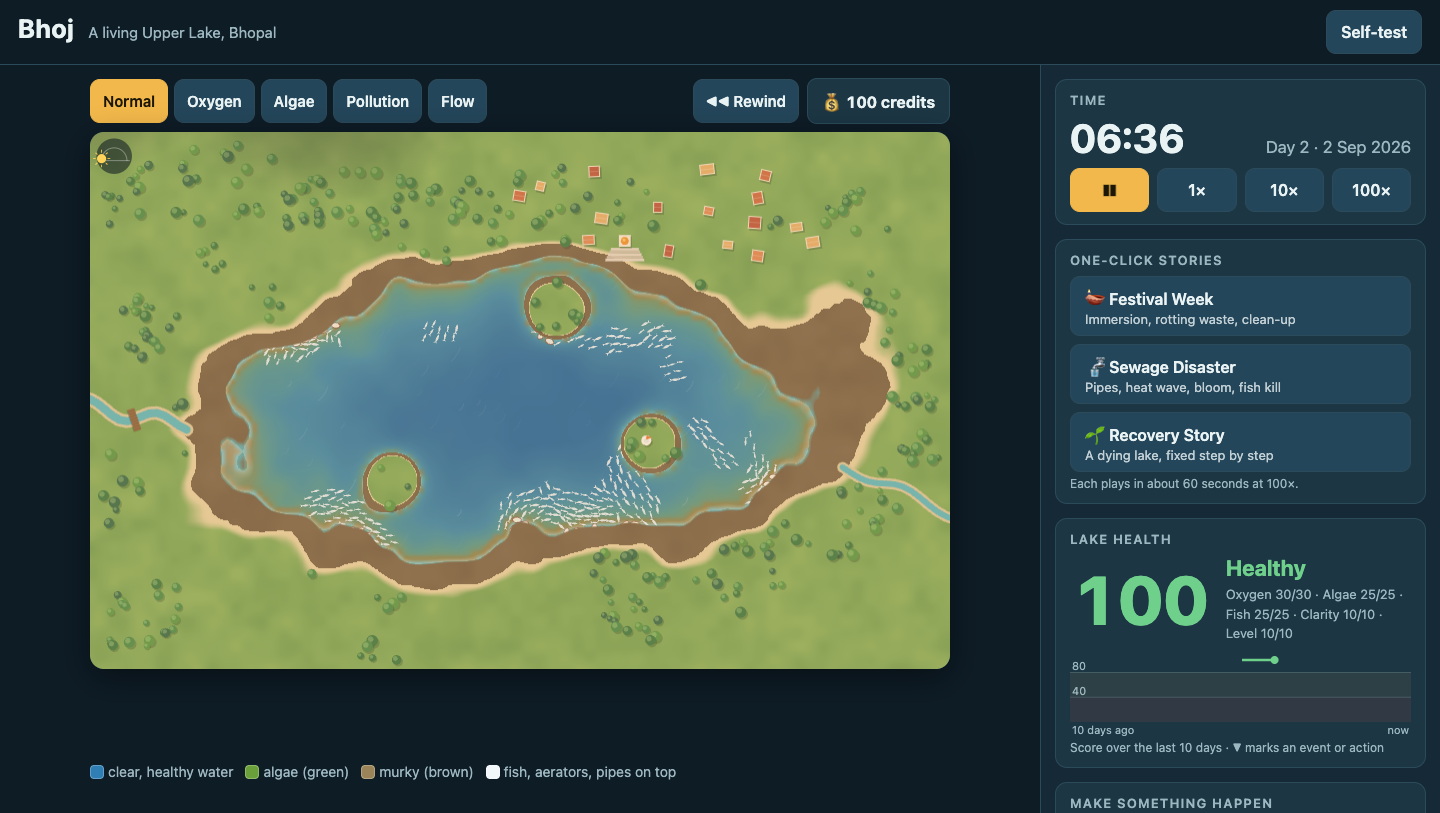 Bhoj A living Upper Lake, Bhopal
Self-test
Normal Oxygen Algae Pollution Flow
◀◀ Rewind 💰 100 credits
clear, healthy water algae (green) murky (brown) fish, aerators, pipes on top
TIME
06:36 Day 2 · 2 Sep 2026
1× 10× 100×
ONE-CLICK STORIES
Festival Week
Immersion, rotting waste, clean-up
Sewage Disaster
Pipes, heat wave, bloom, fish kill
Recovery Story
A dying lake, fixed step by step
Each plays in about 60 seconds at 100×.
LAKE HEALTH
100
Healthy
Oxygen 30/30 · Algae 25/25 ·
Fish 25/25 · Clarity 10/10 ·
Level 10/10
80
40
10 days ago now
Score over the last 10 days · ▼ marks an event or action
MAKE SOMETHING HAPPEN